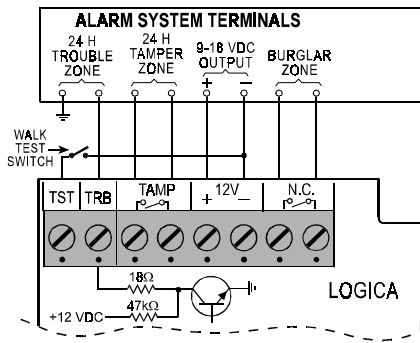 ALARM SYSTEM TERMINALS
24 H
TROUBLE
ZONE
24 H
TAMPER
ZONE
9-16 VDC
OUTPUT
+ −
BURGLAR
ZONE
WALK
TEST
SWITCH
TST
TRB
TAMP
+ 12V −
N.C.
18Ω
47kΩ
+12 VDC
LOGICA